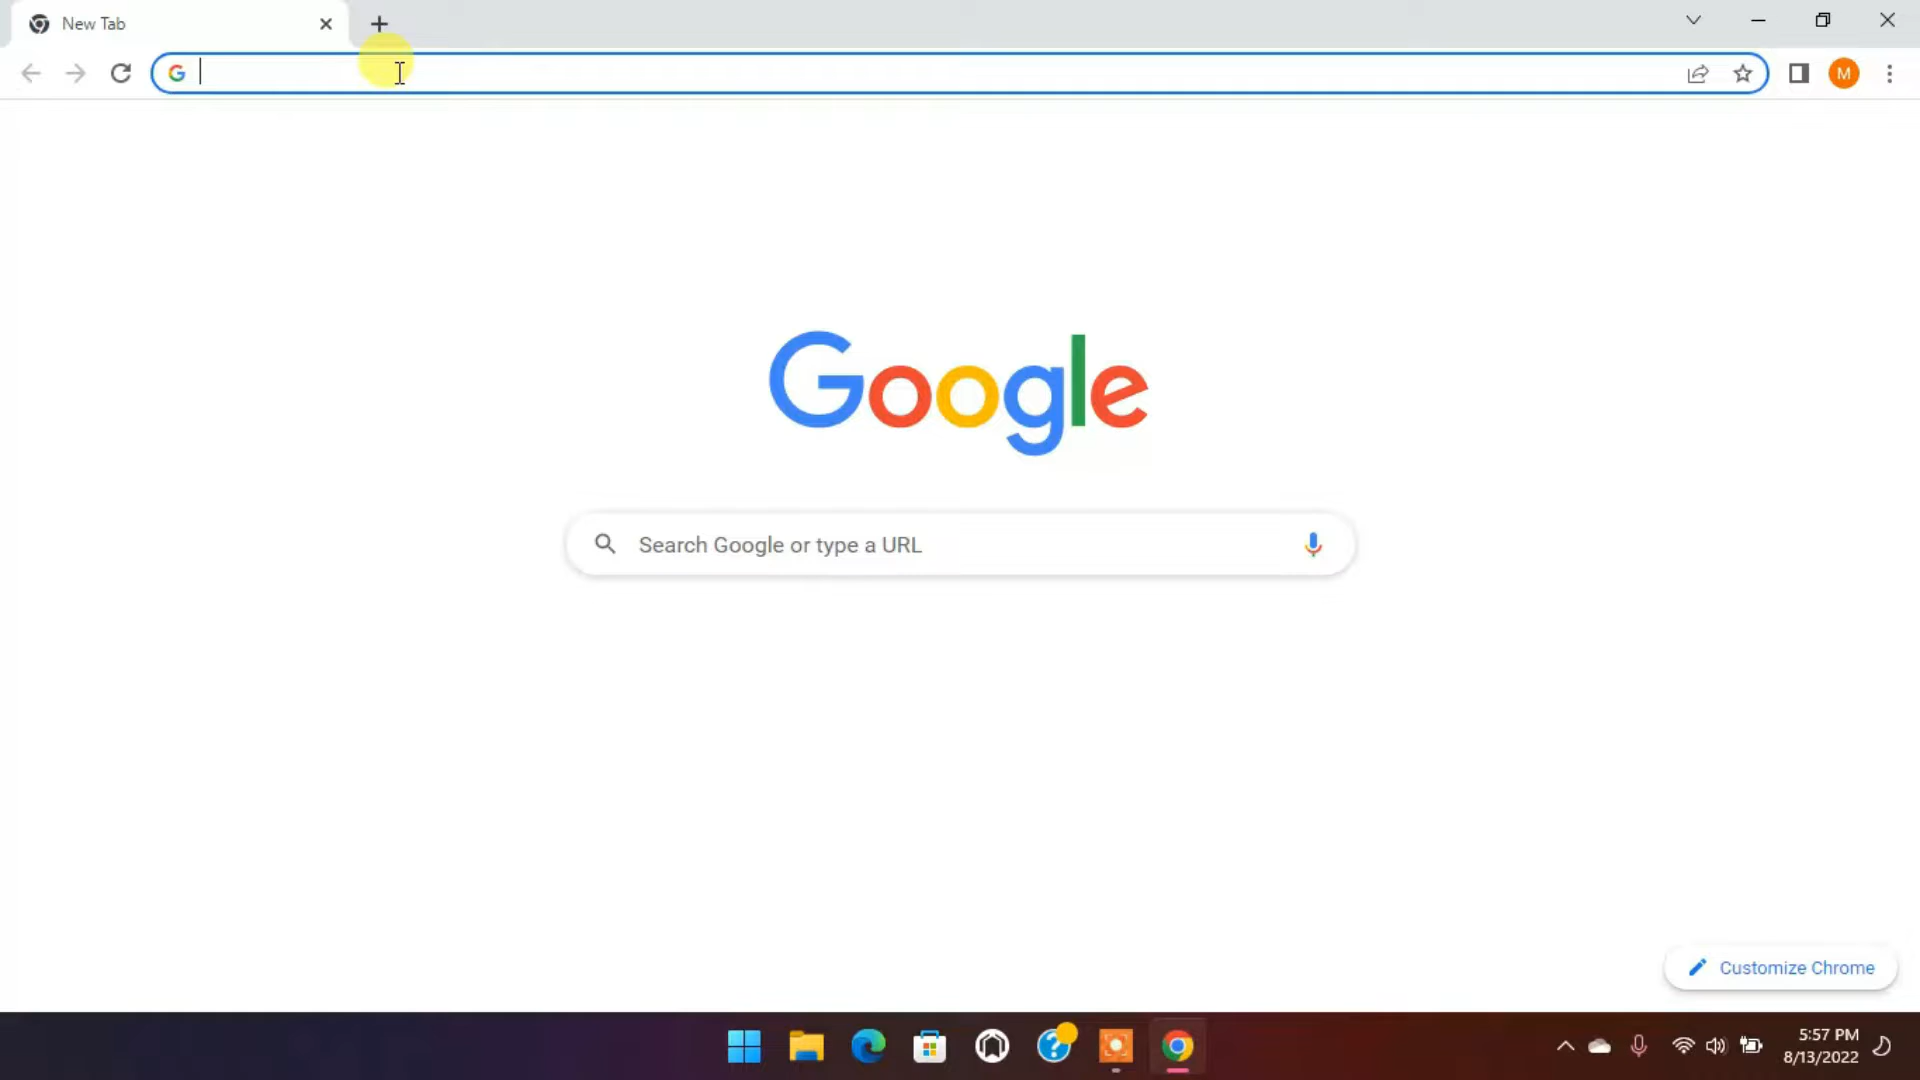 New Tab
Google
Search Google or type a URL
Customize Chrome
5:57 PM
8/13/2022
M